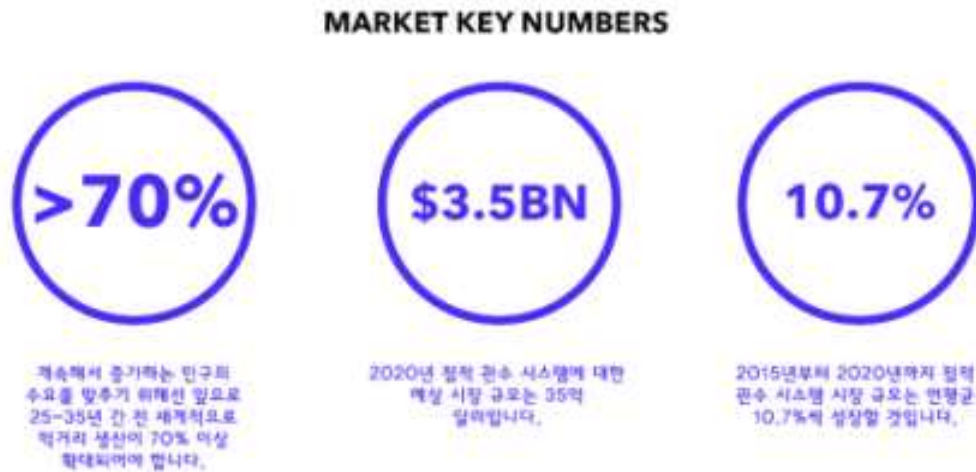 MARKET KEY NUMBERS
>70%
$3.5BN
10.7%
계속해서 증가하는 인구의
수요를 맞추기 위해선 앞으로
25-35년 간 전 세계적으로
먹거리 생산이 70% 이상
확대되어야 합니다.
2020년 점적 관수 시스템에 대한
예상 시장 규모는 35억
달러입니다.
2015년부터 2020년까지 점적
관수 시스템 시장 규모는 연평균
10.7%씩 성장할 것입니다.